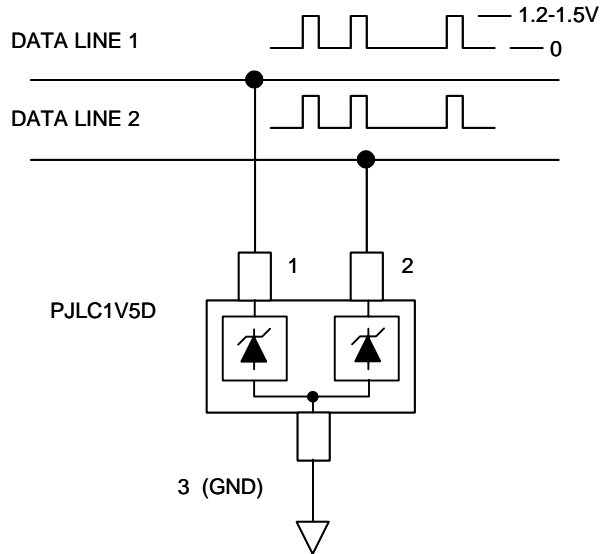 1.2-1.5V
DATA LINE 1
0
DATA LINE 2
1
2
PJLC1V5D
3 (GND)